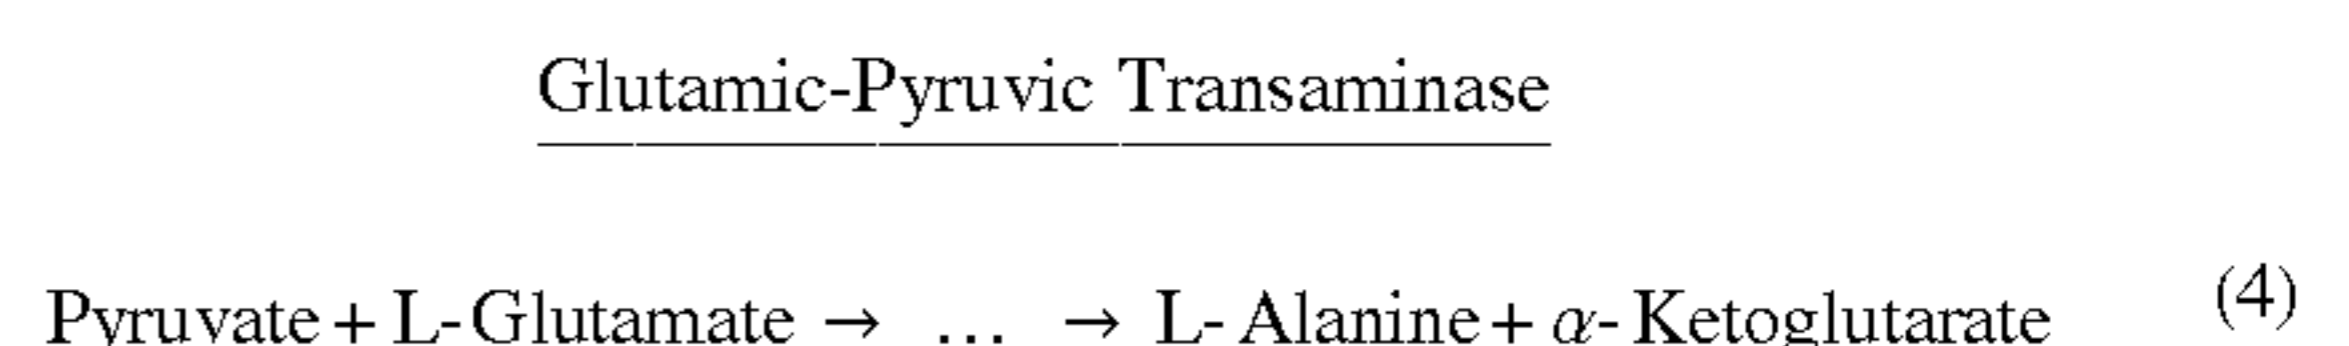 Glutamic-Pyruvic Transaminase
Pyruvate + L-Glutamate → … → L-Alanine + α-Ketoglutarate (4)